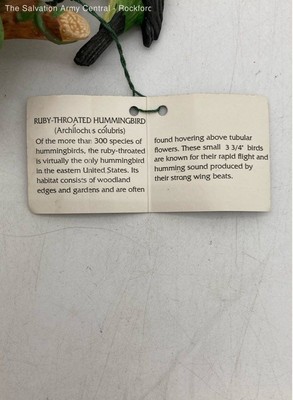 The Salvation Army Central - Rockford
RUBY-THROATED HUMMINGBIRD
(Archilochus colubris)
Of the more than 300 species of
hummingbirds, the ruby-throated
is virtually the only hummingbird
in the eastern United States. Its
habitat consists of woodland
edges and gardens and are often
found hovering above tubular
flowers. These small 3 3/4" birds
are known for their rapid flight and
humming sound produced by
their strong wing beats.